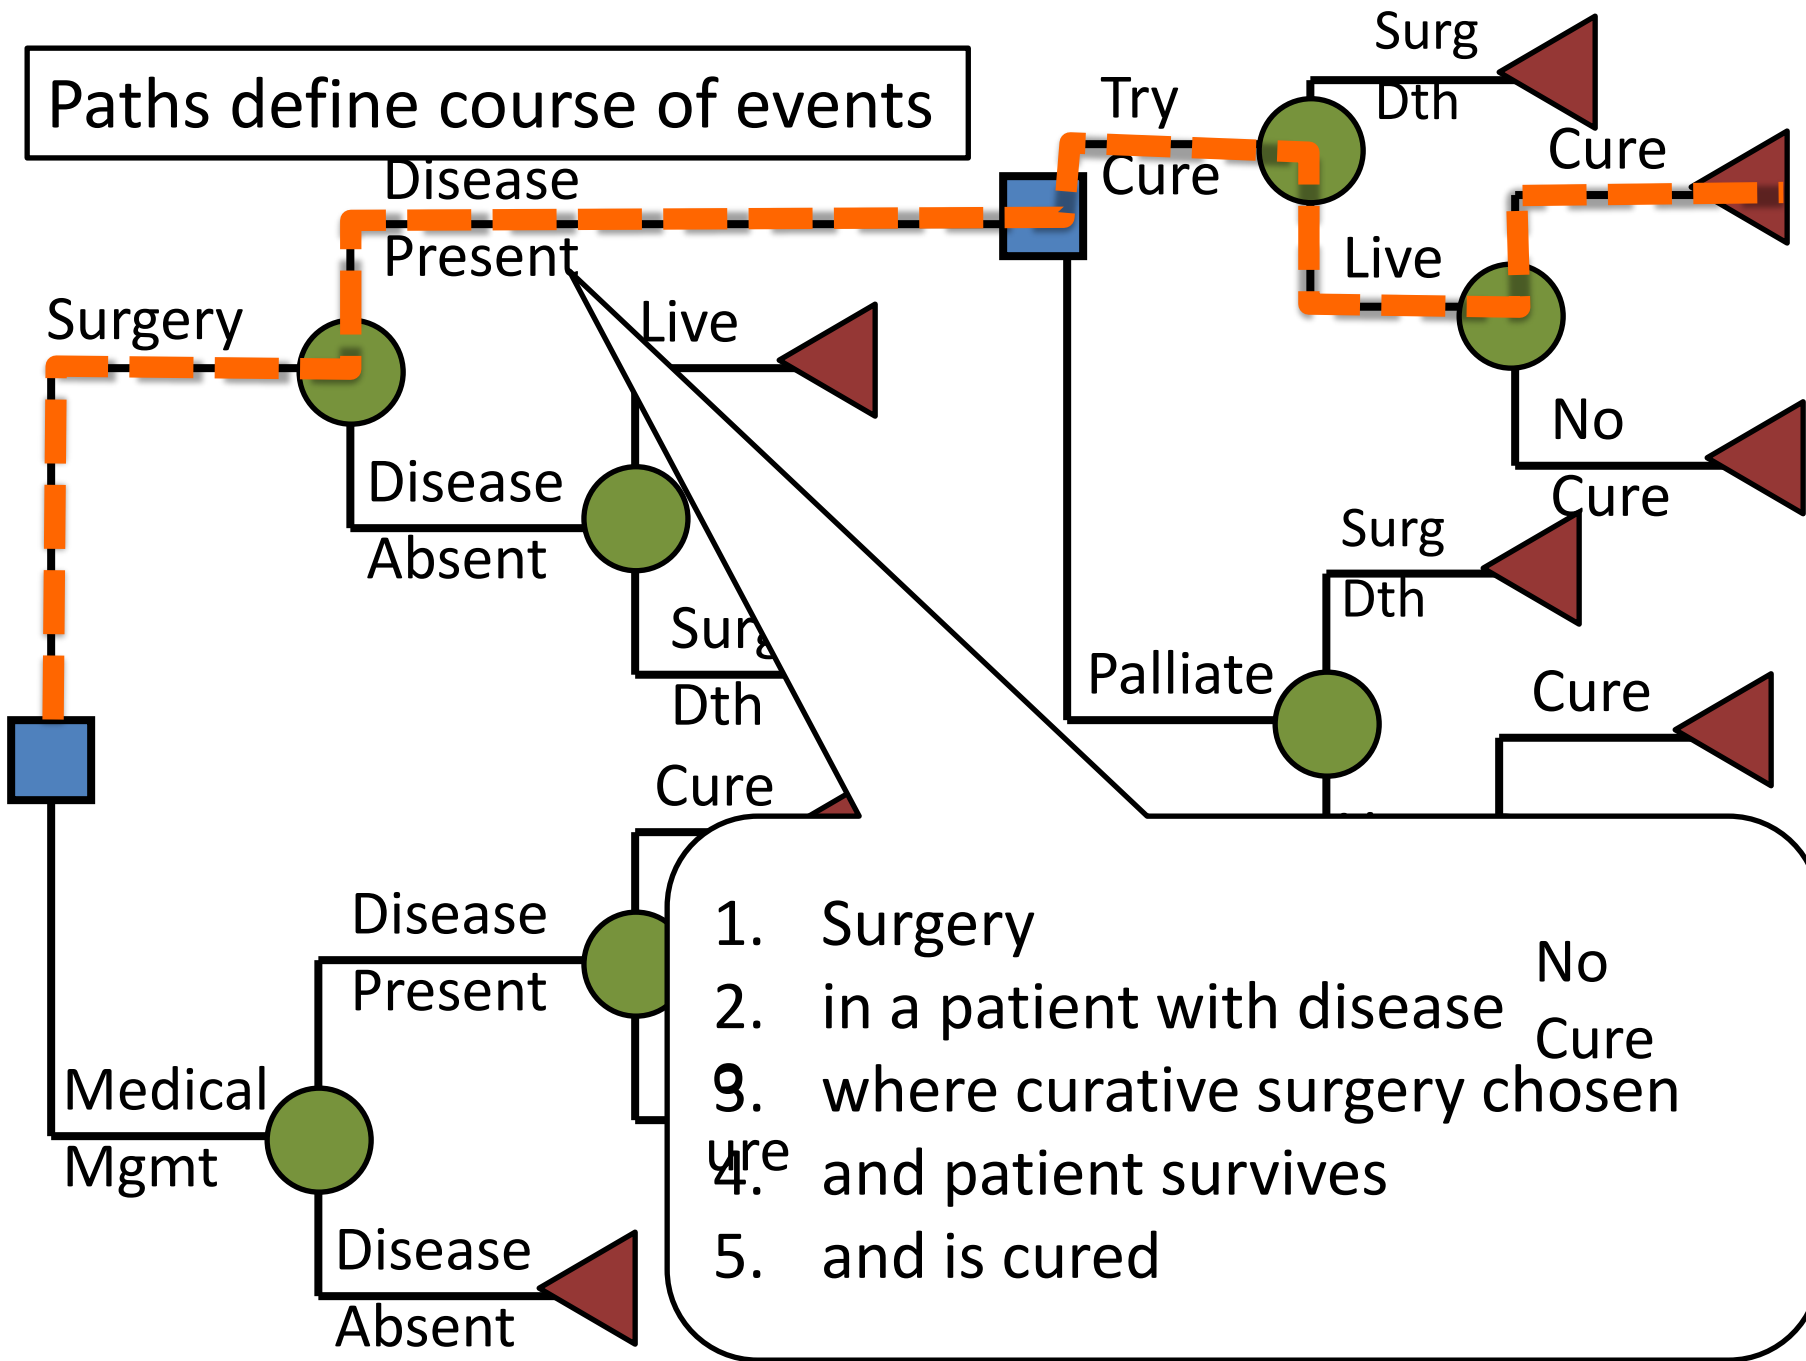 Paths define course of events
Surg
Dth
Try
Cure
Cure
Disease
Present
Live
Surgery
Live
No
Cure
Disease
Absent
Surg
Dth
Surg
Dth
Palliate
Cure
Cure
Disease
Present
1. Surgery
2. in a patient with disease
No
Cure
3. where curative surgery chosen
ure
4. and patient survives
5. and is cured
Medical
Mgmt
Disease
Absent